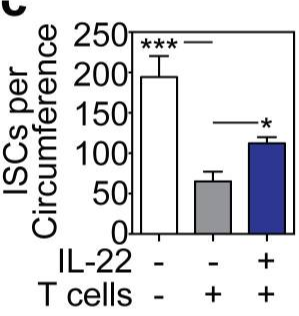 c
ISCs per
Circumference
250
200
150
100
50
0
***
*
IL-22 - - +
T cells - + +